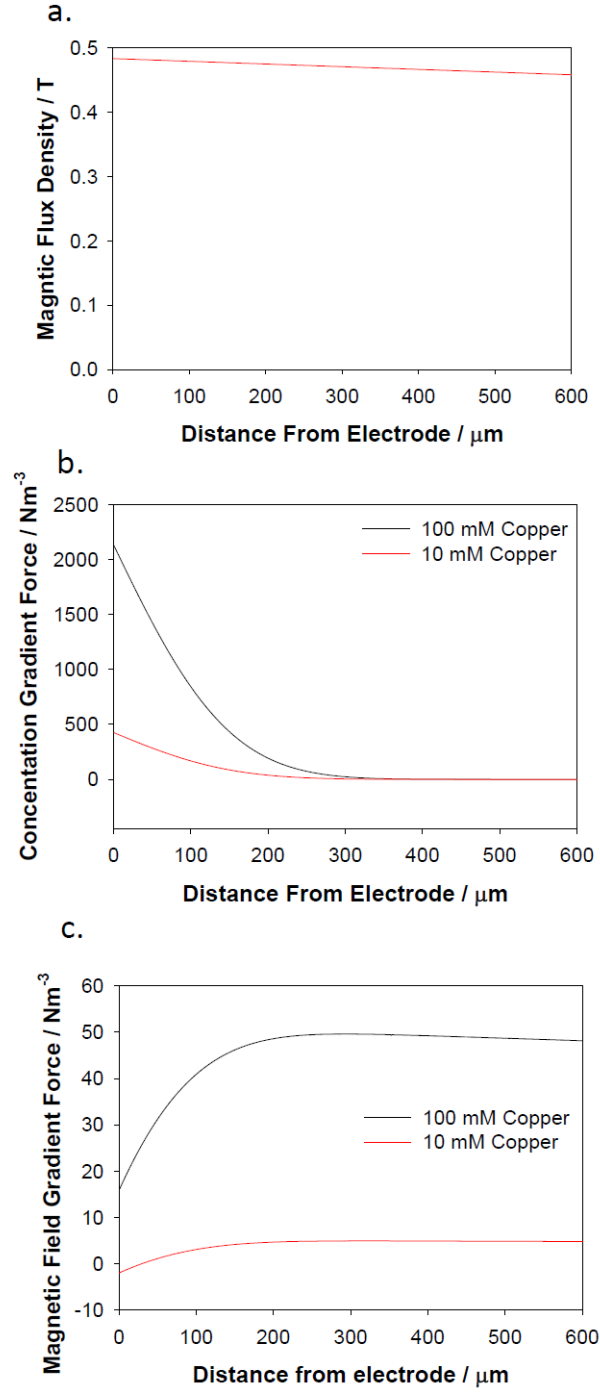 a.
0.5
0.4
0.3
0.2
0.1
0.0
Magntic Flux Density / T
0 100 200 300 400 500 600
Distance From Electrode / μm
b.
2500
2000
1500
1000
500
0
Concentation Gradient Force / Nm⁻³
100 mM Copper
10 mM Copper
0 100 200 300 400 500 600
Distance From Electrode / μm
c.
60
50
40
30
20
10
0
-10
Magnetic Field Gradient Force / Nm⁻³
100 mM Copper
10 mM Copper
0 100 200 300 400 500 600
Distance from electrode / μm